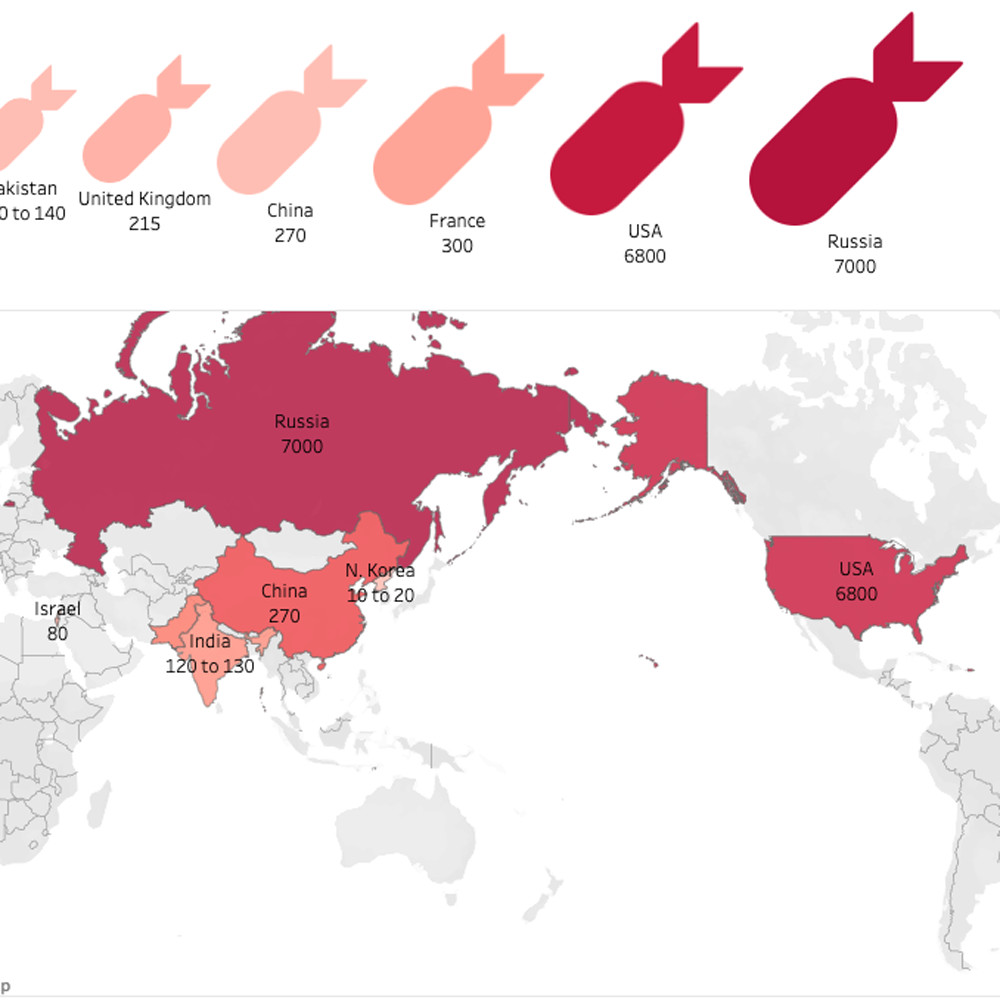 akistan
0 to 140
United Kingdom
215
China
270
France
300
USA
6800
Russia
7000
Russia
7000
N. Korea
10 to 20
China
270
USA
6800
Israel
80
India
120 to 130
p